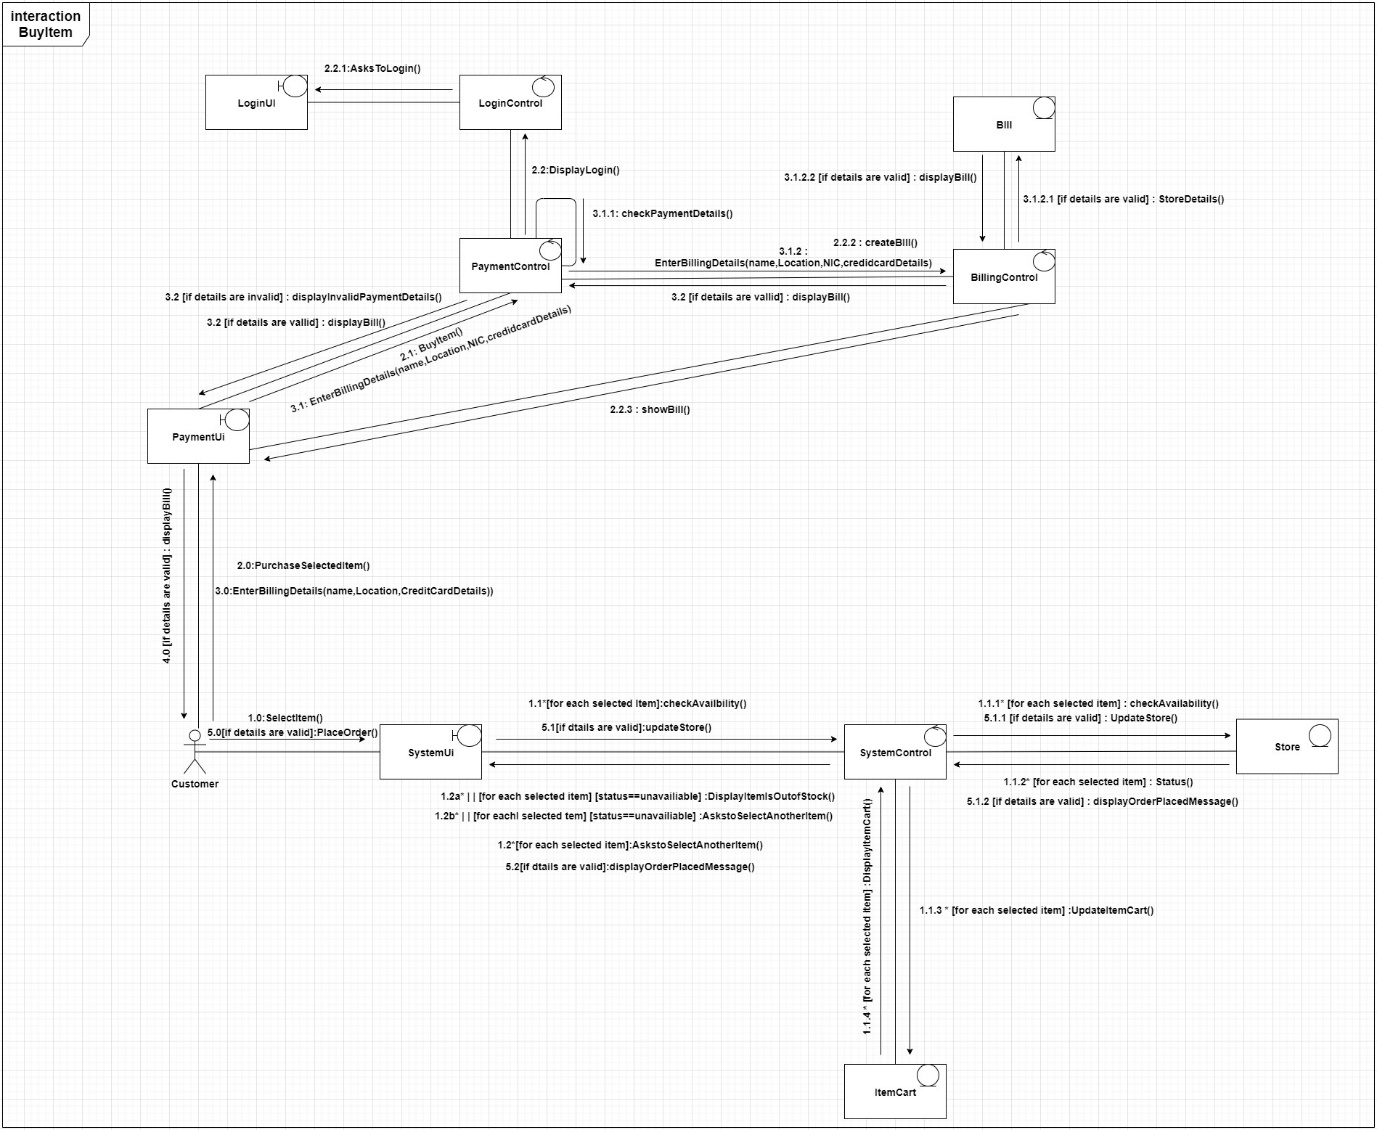 interaction
BuyItem
2.2.1:AsksToLogin()
LoginUI
LoginControl
Bill
2.2:DisplayLogin()
3.1.2.2 [if details are valid] : displayBill()
3.1.2.1 [if details are valid] : StoreDetails()
3.1.1: checkPaymentDetails()
2.2.2 : createBill()
3.1.2 :
EnterBillingDetails(name,Location,NIC,credidcardDetails)
PaymentControl
BillingControl
3.2 [if details are invalid] : displayInvalidPaymentDetails()
3.2 [if details are vallid] : displayBill()
3.2 [if details are vallid] : displayBill()
2.1: BuyItem()
3.1: EnterBillingDetails(name,Location,NIC,credidcardDetails)
2.2.3 : showBill()
PaymentUi
4.0 [if details are valid] : displayBill()
2.0:PurchaseSelectedItem()
3.0:EnterBillingDetails(name,Location,CreditCardDetails))
1.0:SelectItem()
5.0[if details are valid]:PlaceOrder()
Customer
SystemUi
1.1*[for each selected item]:checkAvailbility()
5.1[if dtails are valid]:updateStore()
SystemControl
1.1.1* [for each selected item] : checkAvailability()
5.1.1 [if details are valid] : UpdateStore()
Store
1.1.2* [for each selected item] : Status()
5.1.2 [if details are valid] : displayOrderPlacedMessage()
1.2a* | | [for each selected item] [status==unavailiable] :DisplayItemIsOutofStock()
1.2b* | | [for eachl selected tem] [status==unavailiable] :AskstoSelectAnotherItem()
1.2*[for each selected item]:AskstoSelectAnotherItem()
5.2[if dtails are valid]:displayOrderPlacedMessage()
1.1.4 * [for each selected item] :DisplayItemCart()
1.1.3 * [for each selected item] :UpdateItemCart()
ItemCart